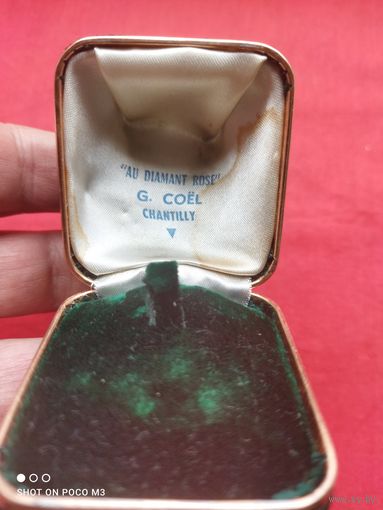 "AU DIAMANT ROSE"
G. COËL
CHANTILLY
SHOT ON POCO M3